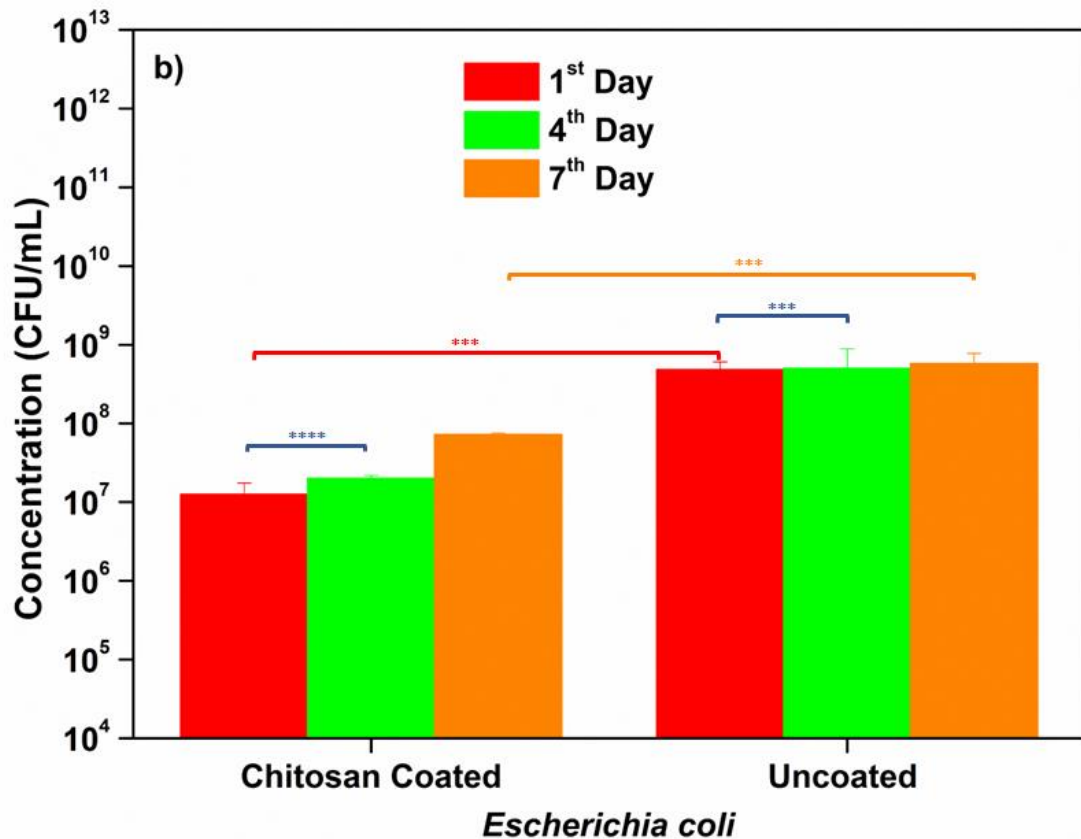 b)
1st Day
4th Day
7th Day
Concentration (CFU/mL)
10^13
10^12
10^11
10^10
10^9
10^8
10^7
10^6
10^5
10^4
***
***
***
****
Chitosan Coated
Uncoated
Escherichia coli